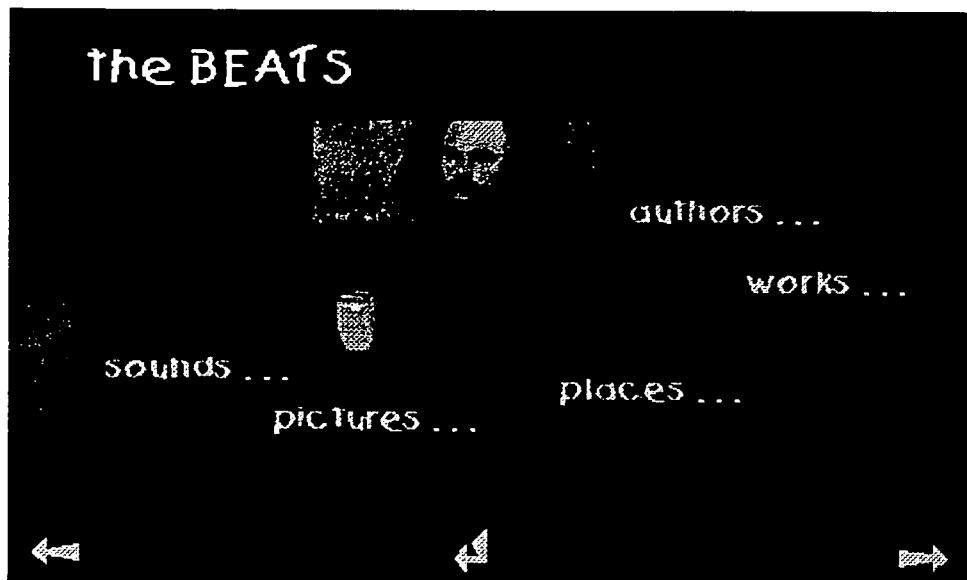 the BEATS
authors ...
works ...
sounds ...
places ...
pictures ...